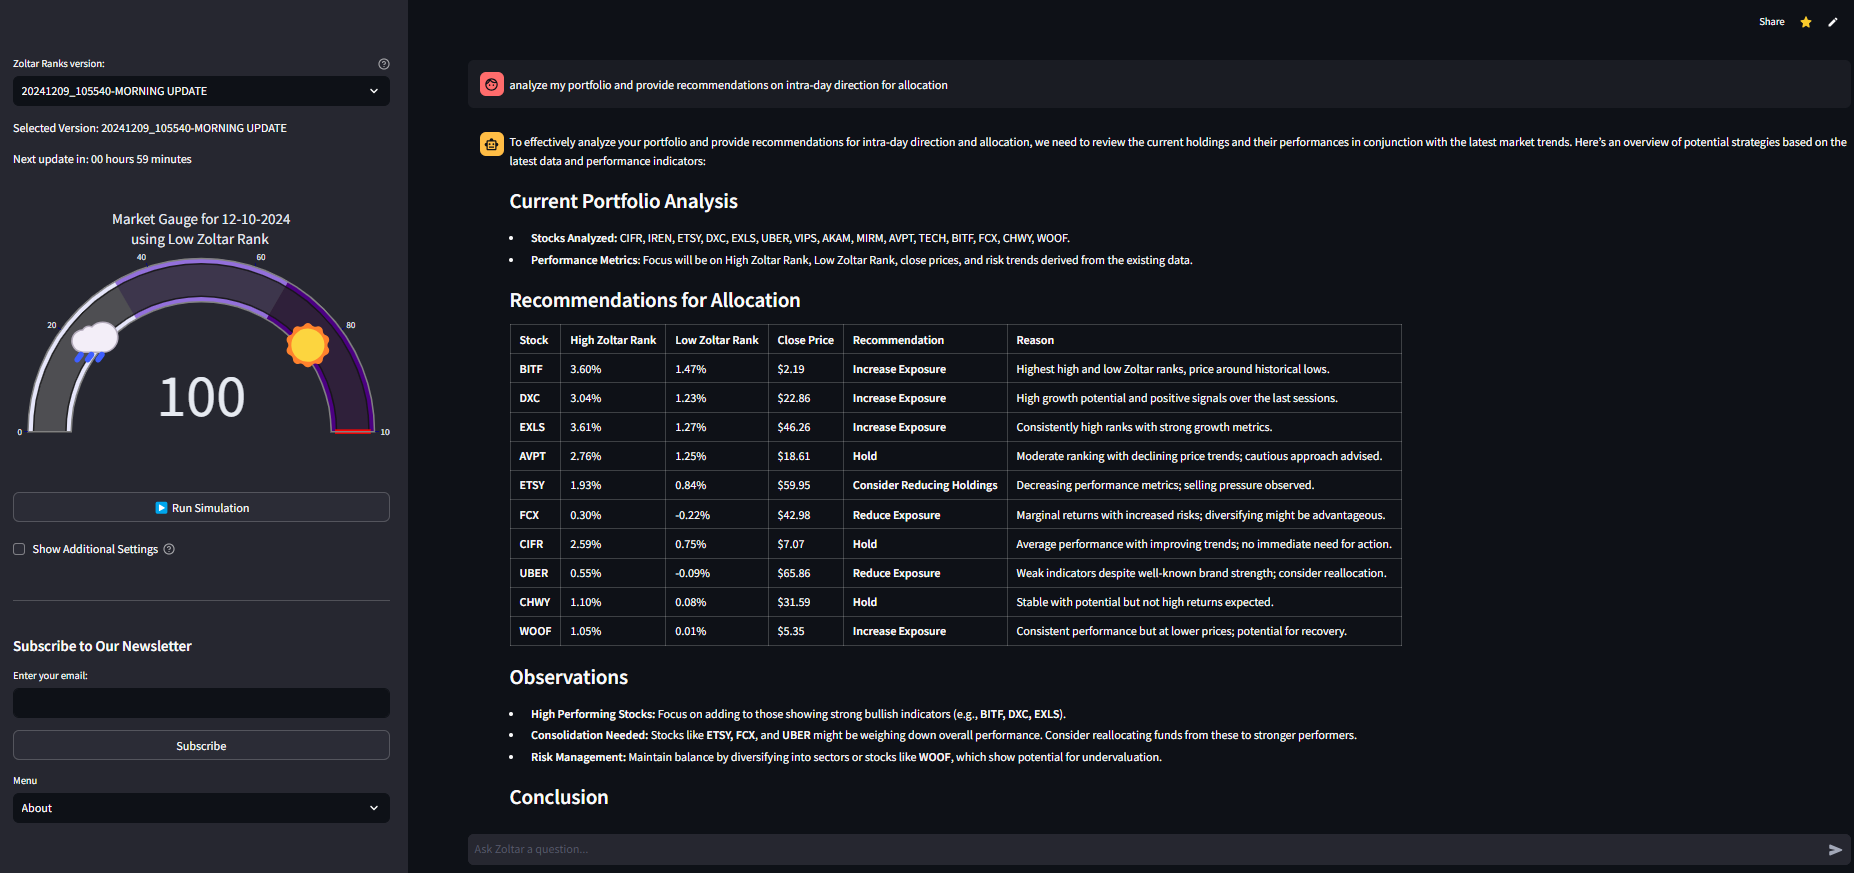 Zoltar Ranks version:
20241209_105540-MORNING UPDATE
Selected Version: 20241209_105540-MORNING UPDATE
Next update in: 00 hours 59 minutes
Market Gauge for 12-10-2024
using Low Zoltar Rank
0
20
40
60
80
10
100
Run Simulation
Show Additional Settings
Subscribe to Our Newsletter
Enter your email:
Subscribe
Menu
About
Share
analyze my portfolio and provide recommendations on intra-day direction for allocation
To effectively analyze your portfolio and provide recommendations for intra-day direction and allocation, we need to review the current holdings and their performances in conjunction with the latest market trends. Here's an overview of potential strategies based on the
latest data and performance indicators:
Current Portfolio Analysis
• Stocks Analyzed: CIFR, IREN, ETSY, DXC, EXLS, UBER, VIPS, AKAM, MIRM, AVPT, TECH, BITF, FCX, CHWY, WOOF.
• Performance Metrics: Focus will be on High Zoltar Rank, Low Zoltar Rank, close prices, and risk trends derived from the existing data.
Recommendations for Allocation
Stock High Zoltar Rank Low Zoltar Rank Close Price Recommendation Reason
BITF 3.60% 1.47% $2.19 Increase Exposure Highest high and low Zoltar ranks, price around historical lows.
DXC 3.04% 1.23% $22.86 Increase Exposure High growth potential and positive signals over the last sessions.
EXLS 3.61% 1.27% $46.26 Increase Exposure Consistently high ranks with strong growth metrics.
AVPT 2.76% 1.25% $18.61 Hold Moderate ranking with declining price trends; cautious approach advised.
ETSY 1.93% 0.84% $59.95 Consider Reducing Holdings Decreasing performance metrics; selling pressure observed.
FCX 0.30% -0.22% $42.98 Reduce Exposure Marginal returns with increased risks; diversifying might be advantageous.
CIFR 2.59% 0.75% $7.07 Hold Average performance with improving trends; no immediate need for action.
UBER 0.55% -0.09% $65.86 Reduce Exposure Weak indicators despite well-known brand strength; consider reallocation.
CHWY 1.10% 0.08% $31.59 Hold Stable with potential but not high returns expected.
WOOF 1.05% 0.01% $5.35 Increase Exposure Consistent performance but at lower prices; potential for recovery.
Observations
• High Performing Stocks: Focus on adding to those showing strong bullish indicators (e.g., BITF, DXC, EXLS).
• Consolidation Needed: Stocks like ETSY, FCX, and UBER might be weighing down overall performance. Consider reallocating funds from these to stronger performers.
• Risk Management: Maintain balance by diversifying into sectors or stocks like WOOF, which show potential for undervaluation.
Conclusion
Ask Zoltar a question...